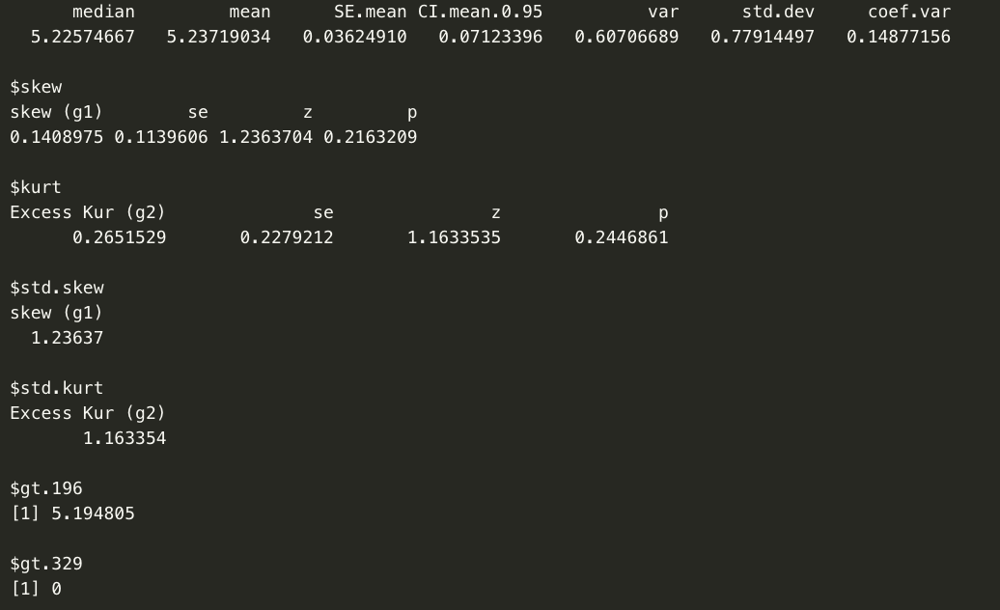 median mean SE.mean CI.mean.0.95 var std.dev coef.var
5.22574667 5.23719034 0.03624910 0.07123396 0.60706689 0.77914497 0.14877156
$skew
skew (g1) se z p
0.1408975 0.1139606 1.2363704 0.2163209
$kurt
Excess Kur (g2) se z p
0.2651529 0.2279212 1.1633535 0.2446861
$std.skew
skew (g1)
1.23637
$std.kurt
Excess Kur (g2)
1.163354
$gt.196
[1] 5.194805
$gt.329
[1] 0